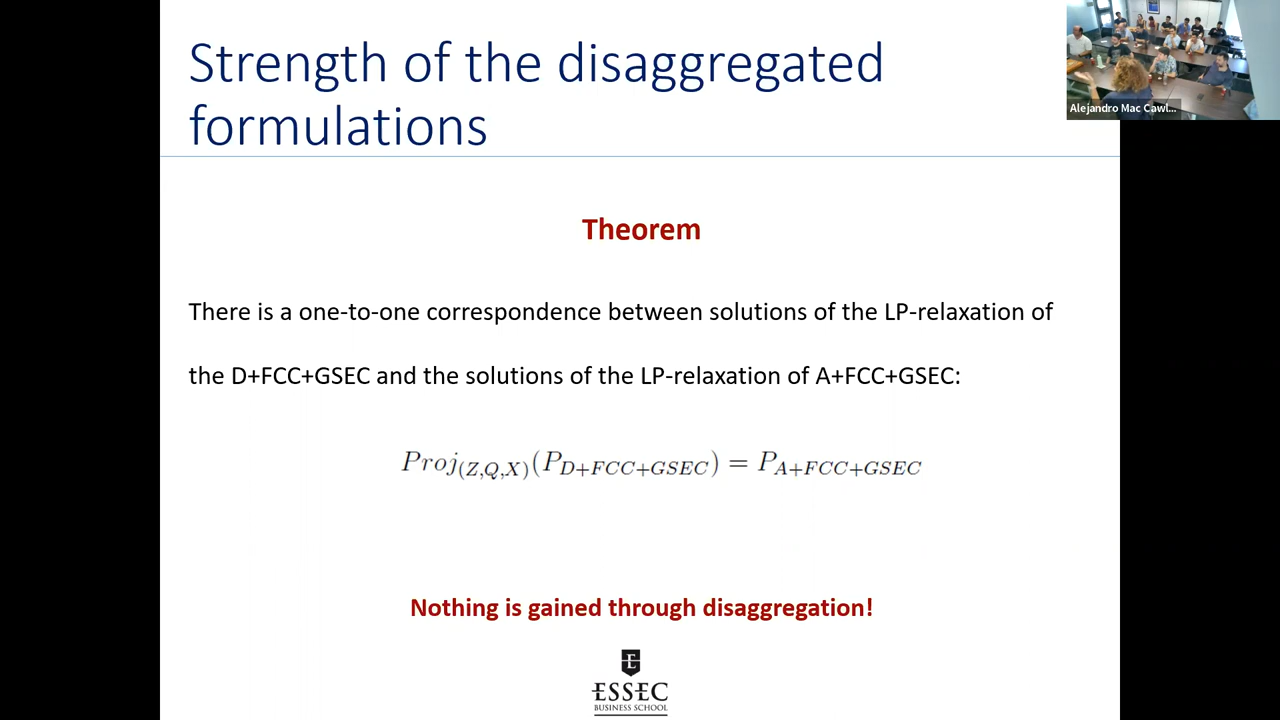 Strength of the disaggregated
formulations
Alejandro Mac Cawl...
Theorem
There is a one-to-one correspondence between solutions of the LP-relaxation of
the D+FCC+GSEC and the solutions of the LP-relaxation of A+FCC+GSEC:
Proj_{(Z,Q,X)}(P_{D+FCC+GSEC}) = P_{A+FCC+GSEC}
Nothing is gained through disaggregation!
E
ESSEC
BUSINESS SCHOOL